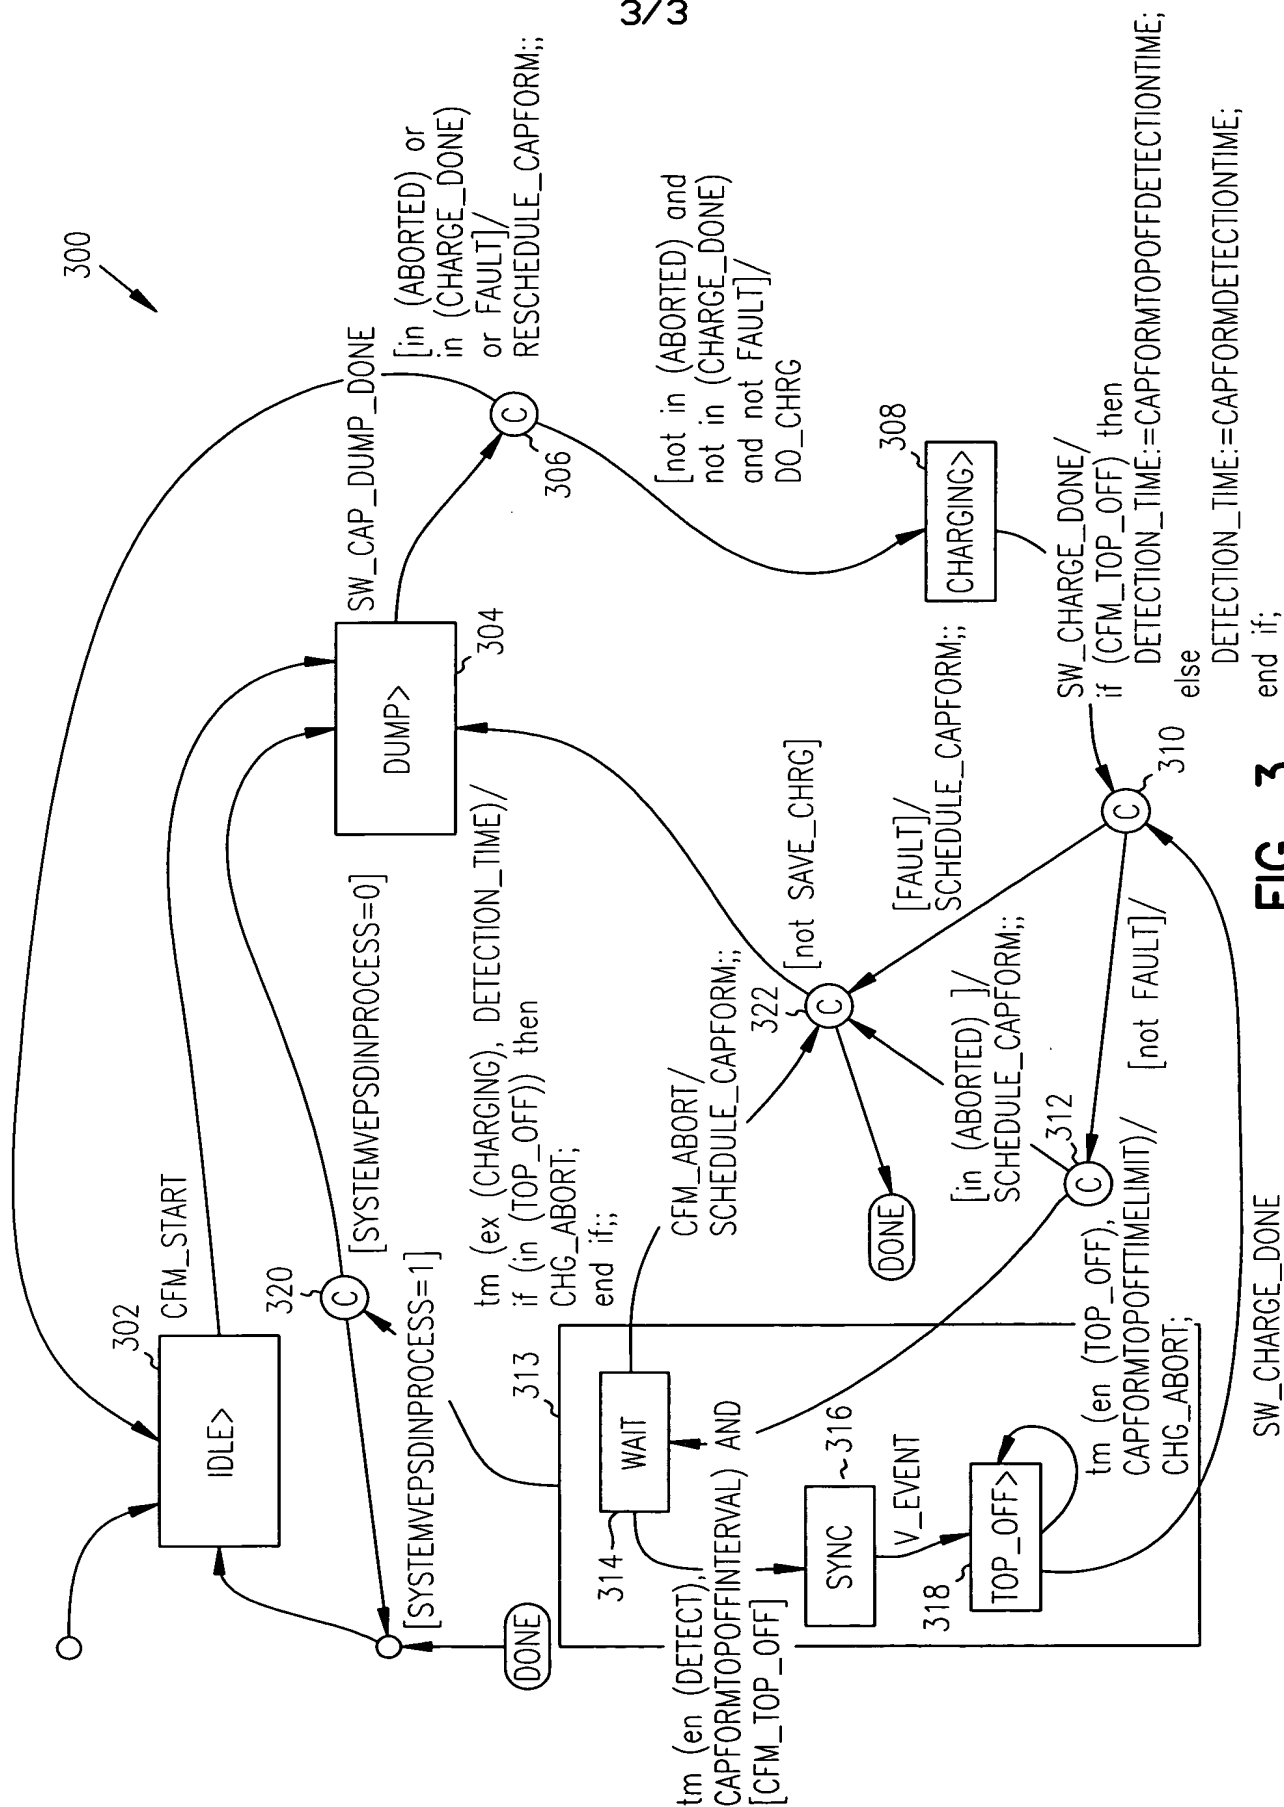 3/3
300
302
IDLE>
CFM_START
320
C
[SYSTEMVEPSDINPROCESS=0]
[SYSTEMVEPSDINPROCESS=1]
DONE
DUMP>
304
SW_CAP_DUMP_DONE
C
306
[in (ABORTED) or
in (CHARGE_DONE)
or FAULT]/
RESCHEDULE_CAPFORM;;
[not in (ABORTED) and
not in (CHARGE_DONE)
and not FAULT]/
DO_CHRG
308
CHARGING>
SW_CHARGE_DONE/
if (CFM_TOP_OFF) then
DETECTION_TIME:=CAPFORMTOPOFFDETECTIONTIME;
else
DETECTION_TIME:=CAPFORMDETECTIONTIME;
end if;
C
310
[FAULT]/
SCHEDULE_CAPFORM;;
[not FAULT]/
C
312
[in (ABORTED) ]/
SCHEDULE_CAPFORM;;
322
C
[not SAVE_CHRG]
CFM_ABORT/
SCHEDULE_CAPFORM;;
DONE
tm (ex (CHARGING), DETECTION_TIME)/
if (in (TOP_OFF)) then
CHG_ABORT;
end if;;
313
WAIT
314
tm (en (DETECT),
CAPFORMTOPOFFINTERVAL) AND
[CFM_TOP_OFF]
SYNC
316
V_EVENT
318
TOP_OFF>
tm (en (TOP_OFF),
CAPFORMTOPOFFTIMELIMIT)/
CHG_ABORT;
SW_CHARGE_DONE
FIG. 3